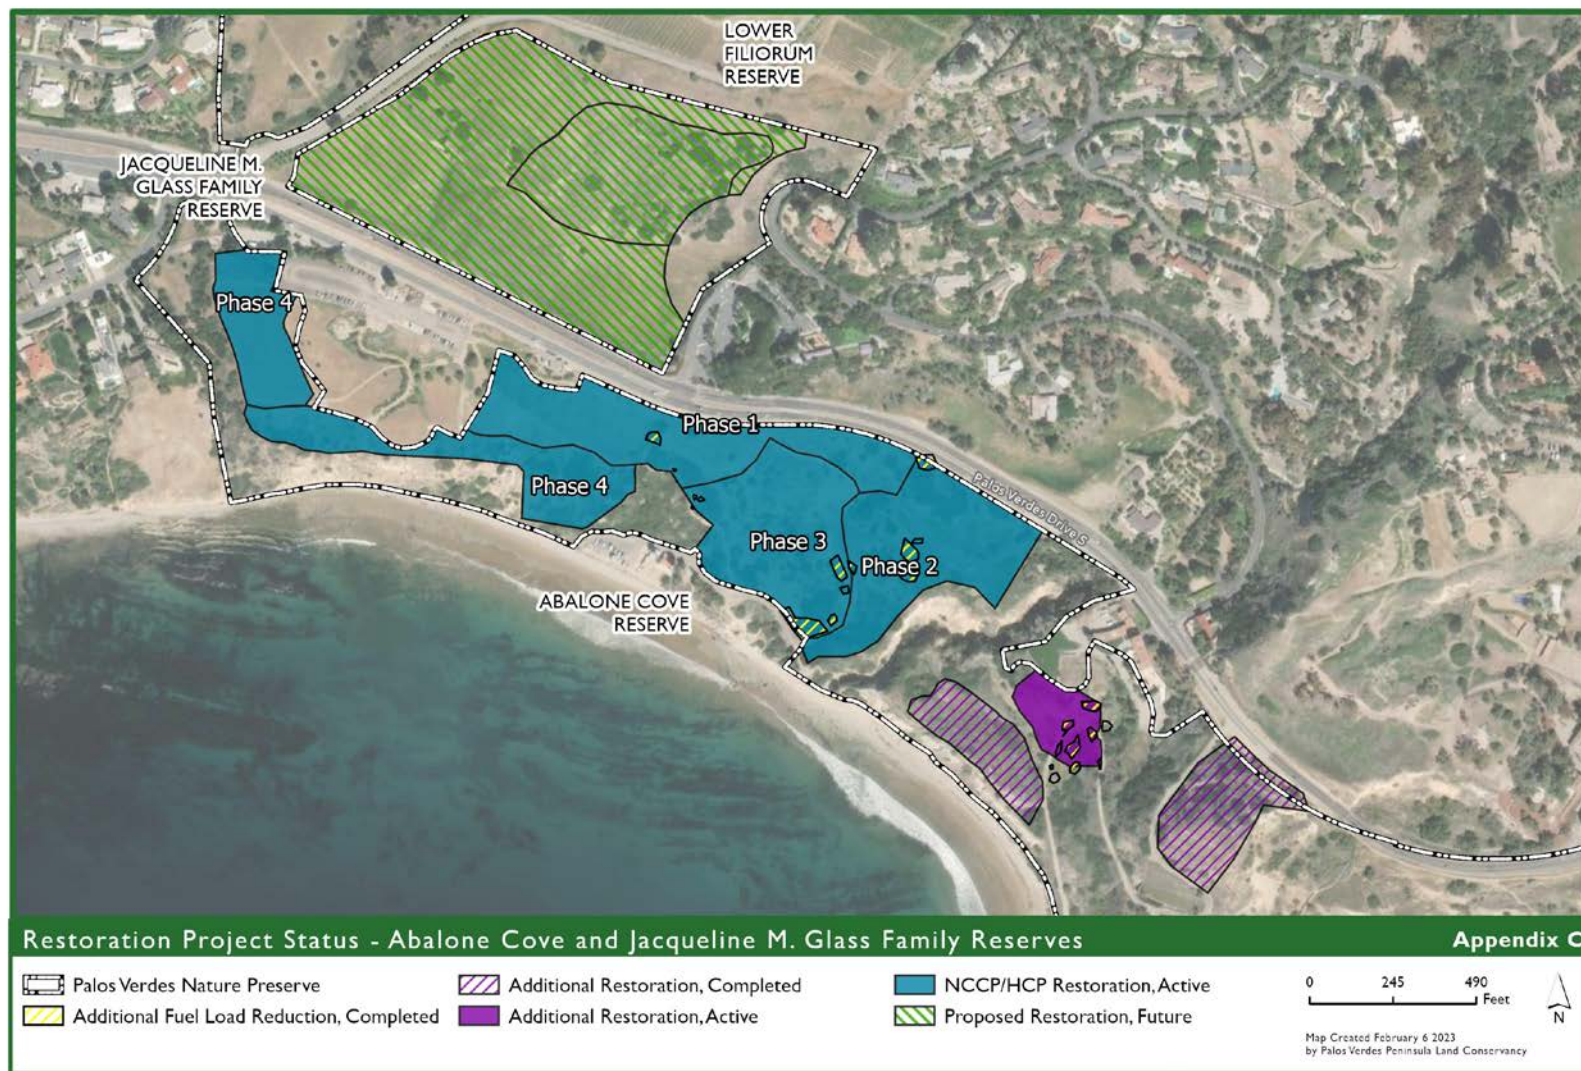 LOWER
FILIORUM
RESERVE
JACQUELINE M.
GLASS FAMILY
RESERVE
Phase 4
Phase 1
Phase 4
Palos Verdes Drive S
Phase 3
Phase 2
ABALONE COVE
RESERVE
Restoration Project Status - Abalone Cove and Jacqueline M. Glass Family Reserves
Appendix C
Palos Verdes Nature Preserve
Additional Restoration, Completed
NCCP/HCP Restoration, Active
Additional Fuel Load Reduction, Completed
Additional Restoration, Active
Proposed Restoration, Future
0 245 490
Feet
N
Map Created February 6 2023
by Palos Verdes Peninsula Land Conservancy